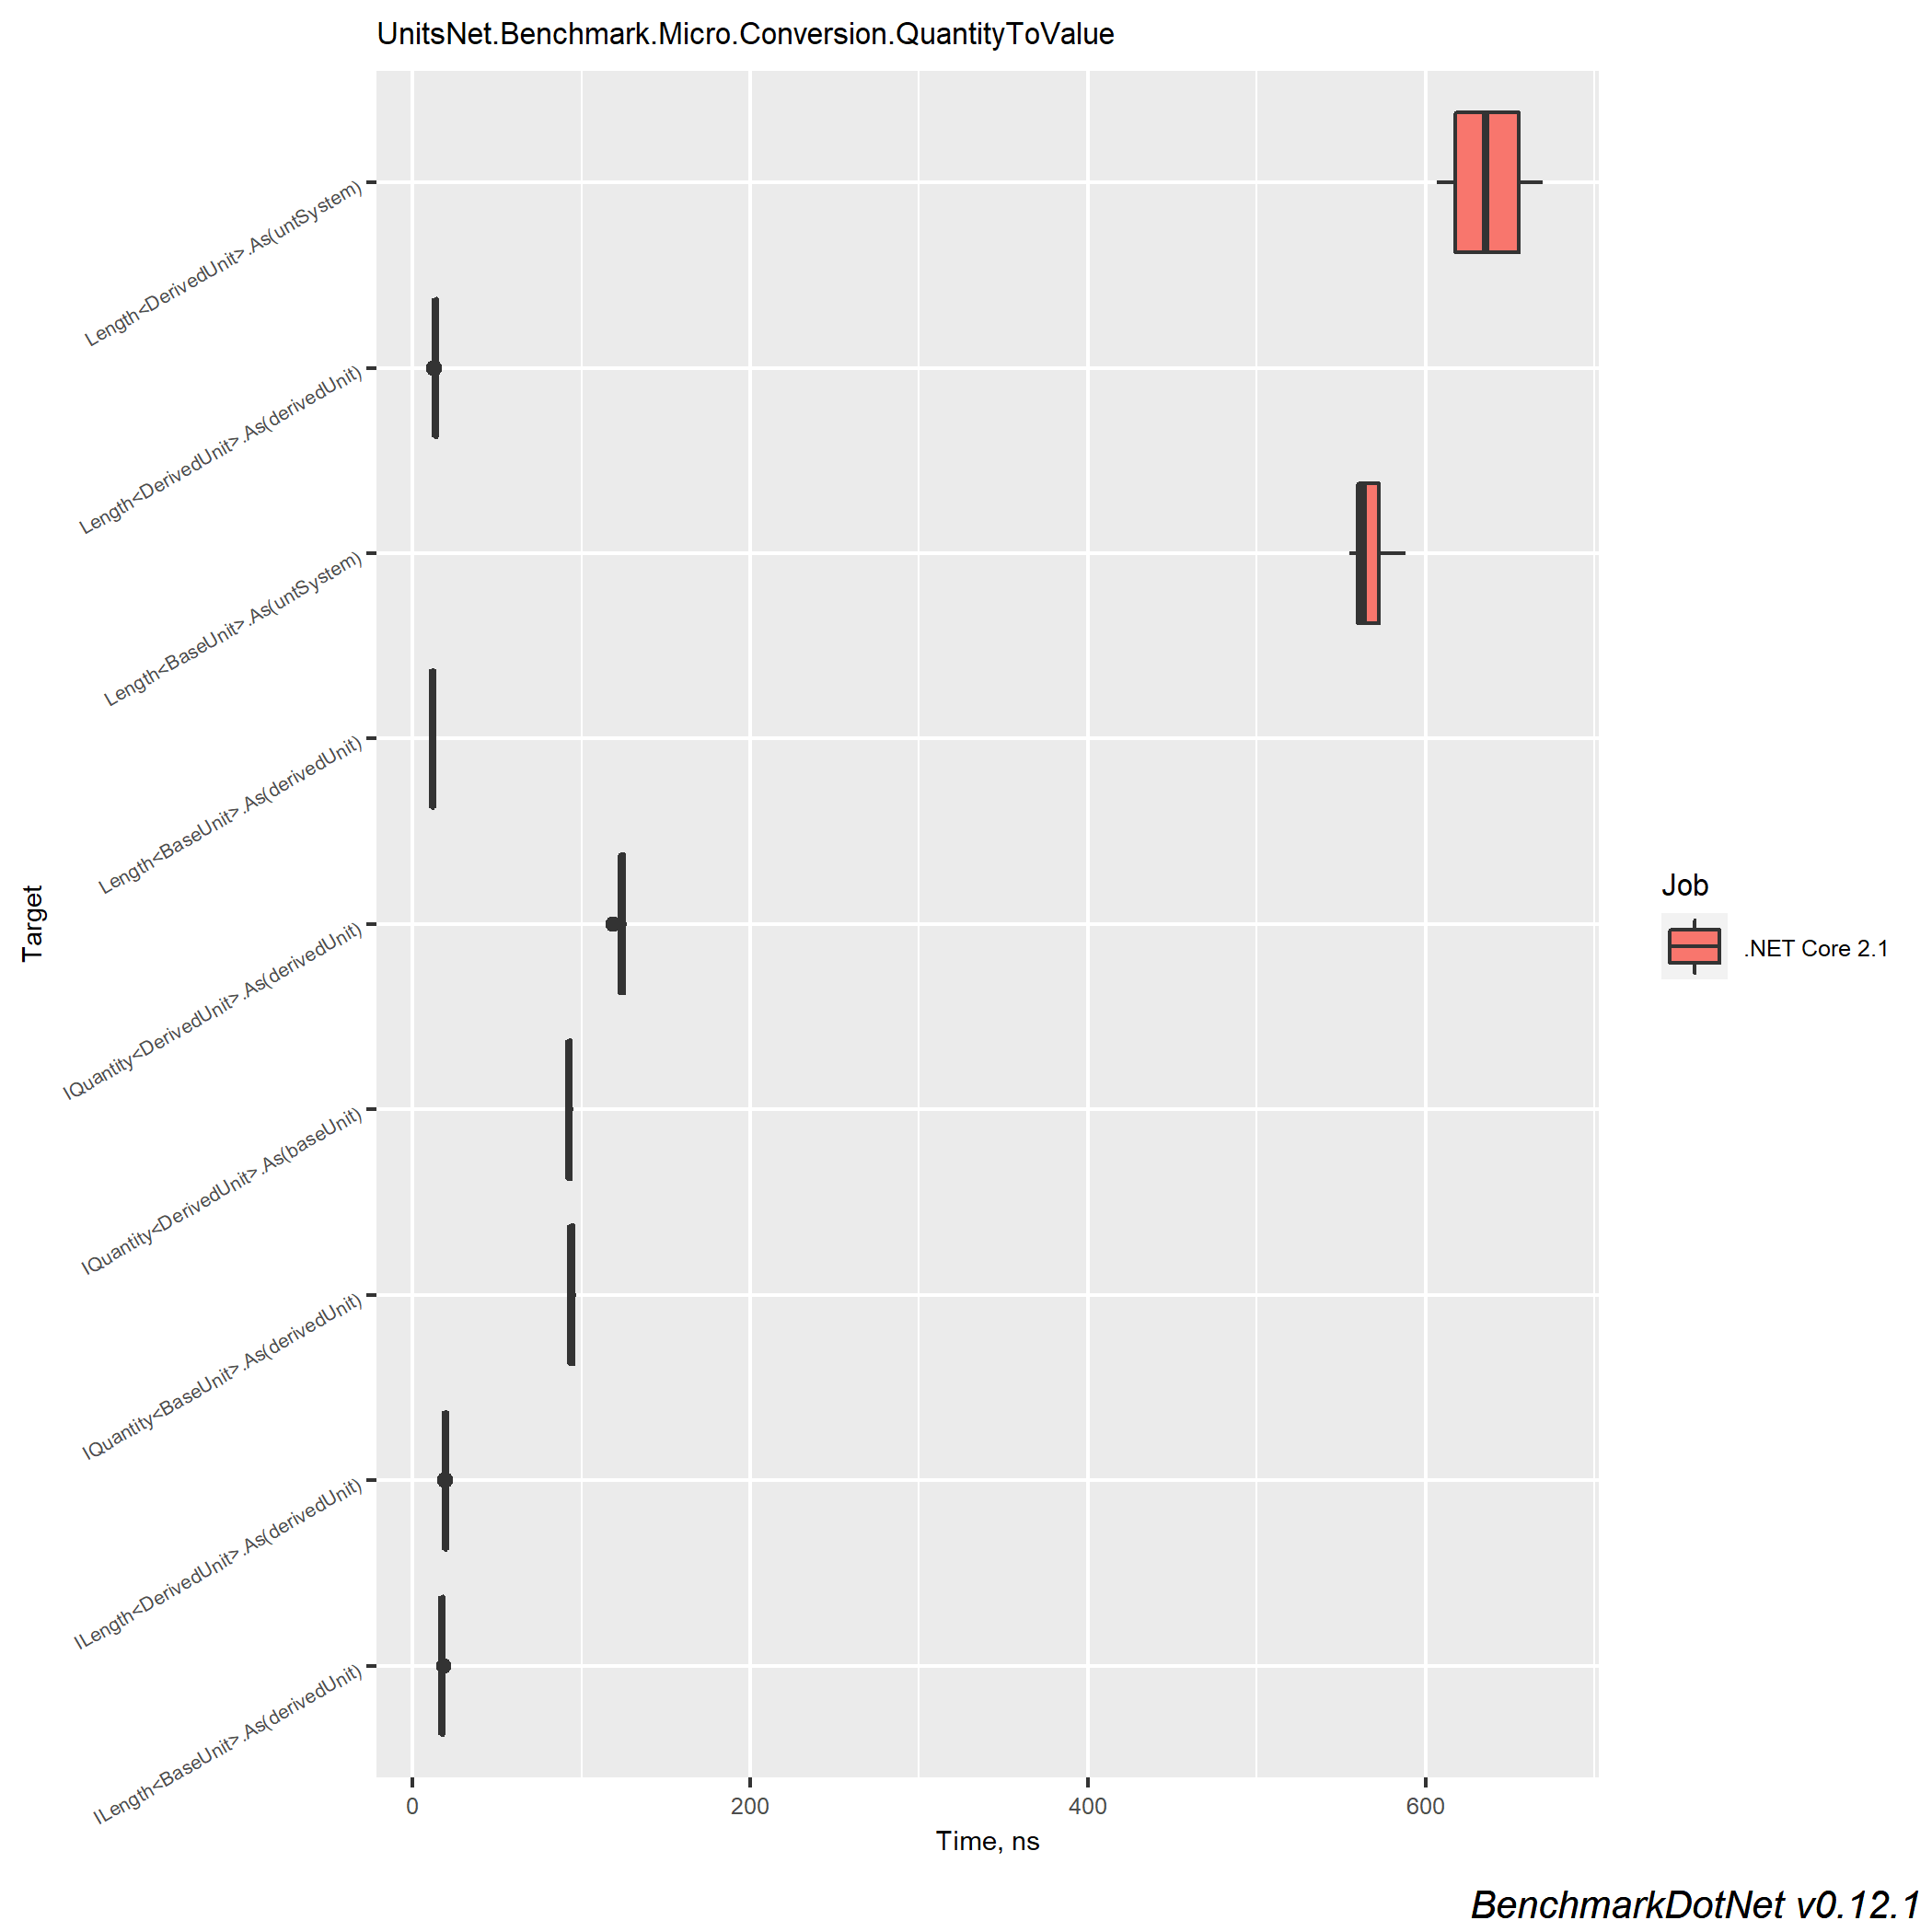 UnitsNet.Benchmark.Micro.Conversion.QuantityToValue
Target
Length<DerivedUnit>.As(untSystem)
Length<DerivedUnit>.As(derivedUnit)
Length<BaseUnit>.As(untSystem)
Length<BaseUnit>.As(derivedUnit)
IQuantity<DerivedUnit>.As(derivedUnit)
IQuantity<DerivedUnit>.As(baseUnit)
IQuantity<BaseUnit>.As(derivedUnit)
ILength<DerivedUnit>.As(derivedUnit)
ILength<BaseUnit>.As(derivedUnit)
0 200 400 600
Time, ns
Job
.NET Core 2.1
BenchmarkDotNet v0.12.1